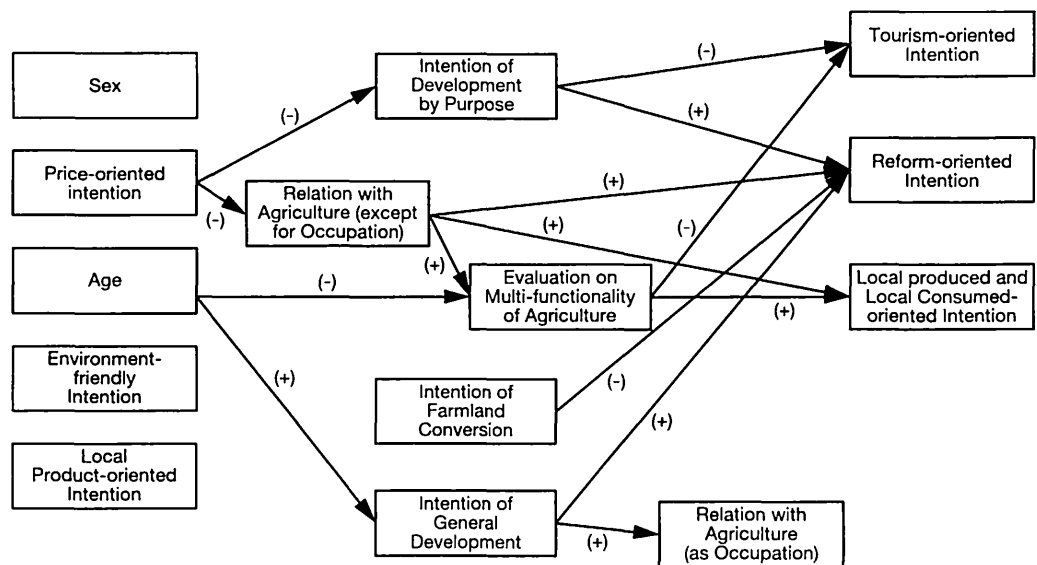 Sex
Price-oriented
intention
Age
Environment-
friendly
Intention
Local
Product-oriented
Intention
(-)
(-)
(-)
(+)
Intention of
Development
by Purpose
Relation with
Agriculture (except
for Occupation)
(+)
Evaluation on
Multi-functionality
of Agriculture
Intention of
Farmland
Conversion
Intention of
General
Development
(-)
(+)
(+)
(+)
(-)
(+)
(-)
(+)
(+)
Relation with
Agriculture
(as Occupation)
Tourism-oriented
Intention
Reform-oriented
Intention
Local produced and
Local Consumed-
oriented Intention